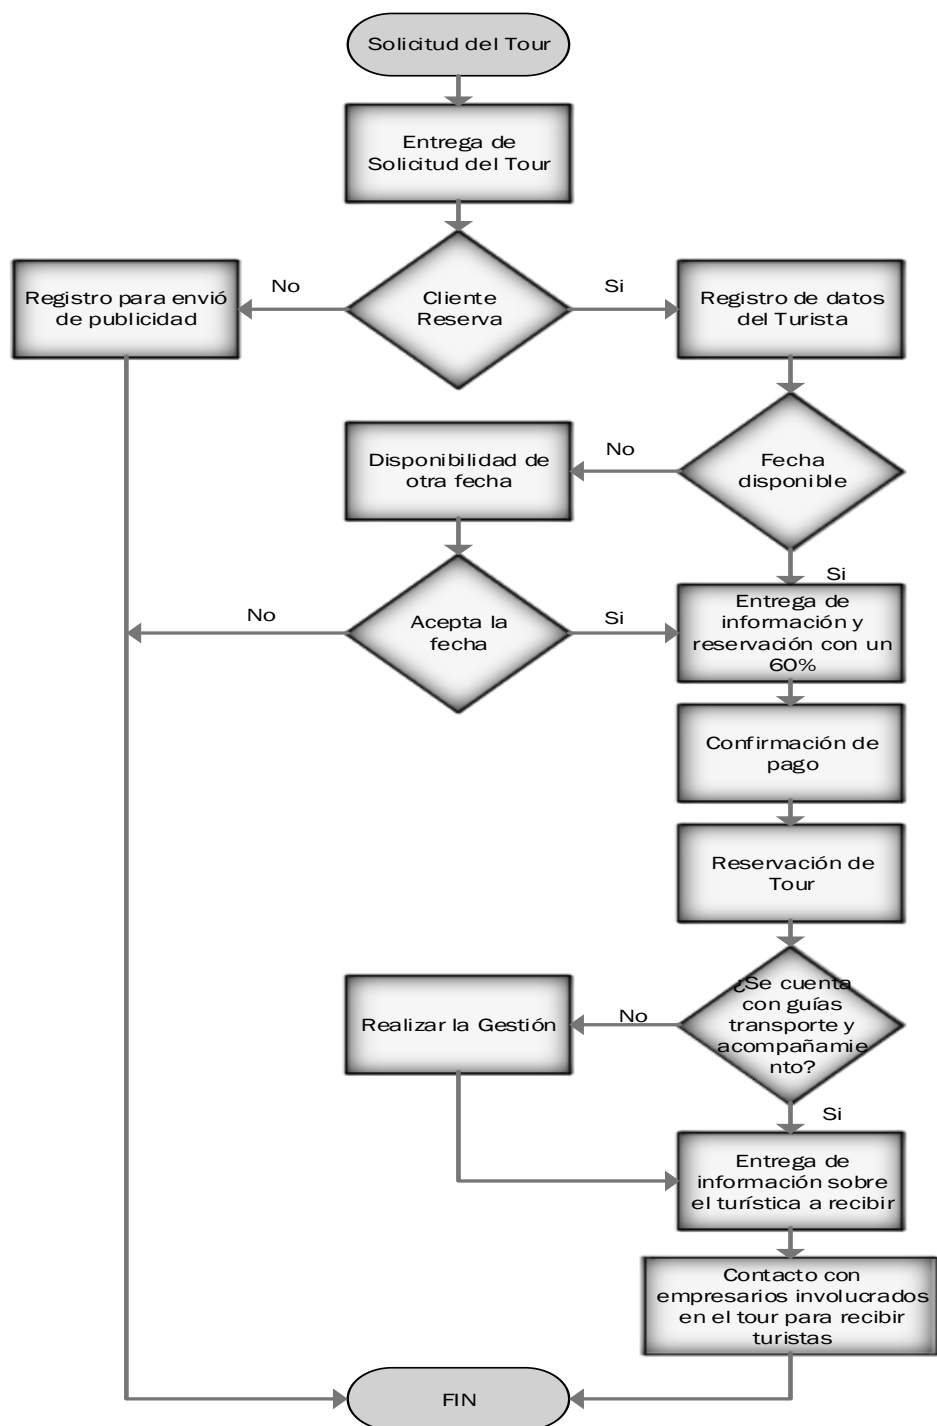 Solicitud del Tour
Entrega de
Solicitud del Tour
Registro para envió
de publicidad
No
Cliente
Reserva
Si
Registro de datos
del Turista
Disponibilidad de
otra fecha
No
Fecha
disponible
Si
No
Acepta la
fecha
Si
Entrega de
información y
reservación con un
60%
Confirmación de
pago
Reservación de
Tour
Realizar la Gestión
No
¿Se cuenta
con guías
transporte y
acompañamie
nto?
Si
Entrega de
información sobre
el turística a recibir
Contacto con
empresarios involucrados
en el tour para recibir
turistas
FIN